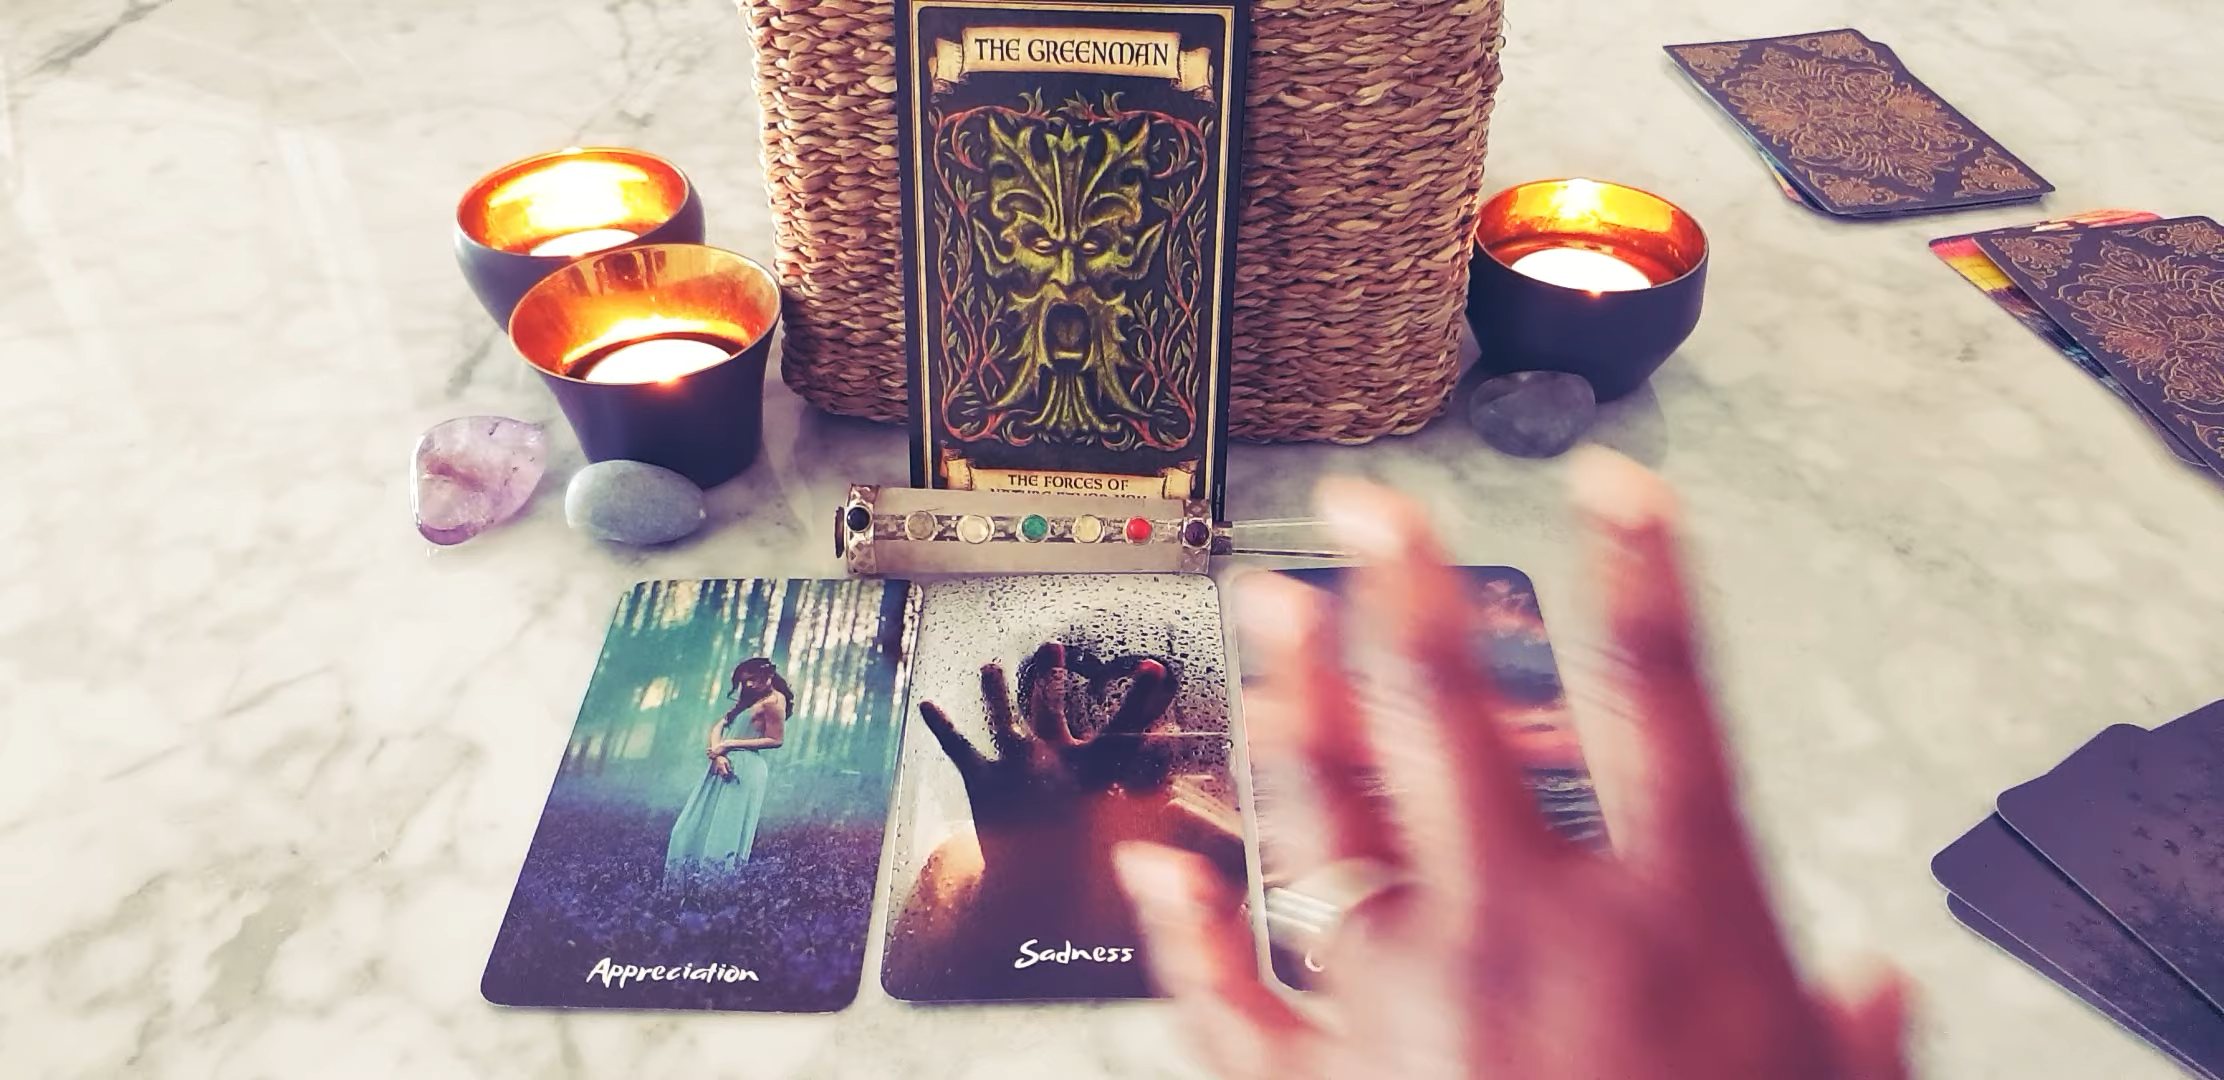 THE GREENMAN
THE FORCES OF
Appreciation
Sadness